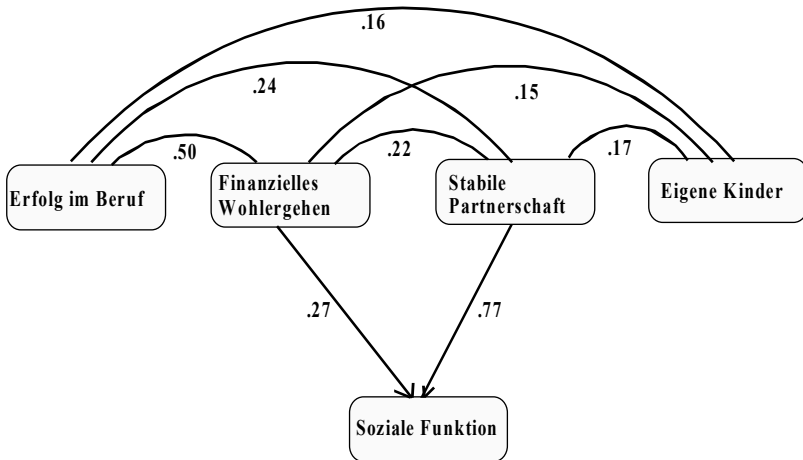 .16
.24
.15
.50
.22
.17
Erfolg im Beruf
Finanzielles
Wohlergehen
Stabile
Partnerschaft
Eigene Kinder
.27
.77
Soziale Funktion